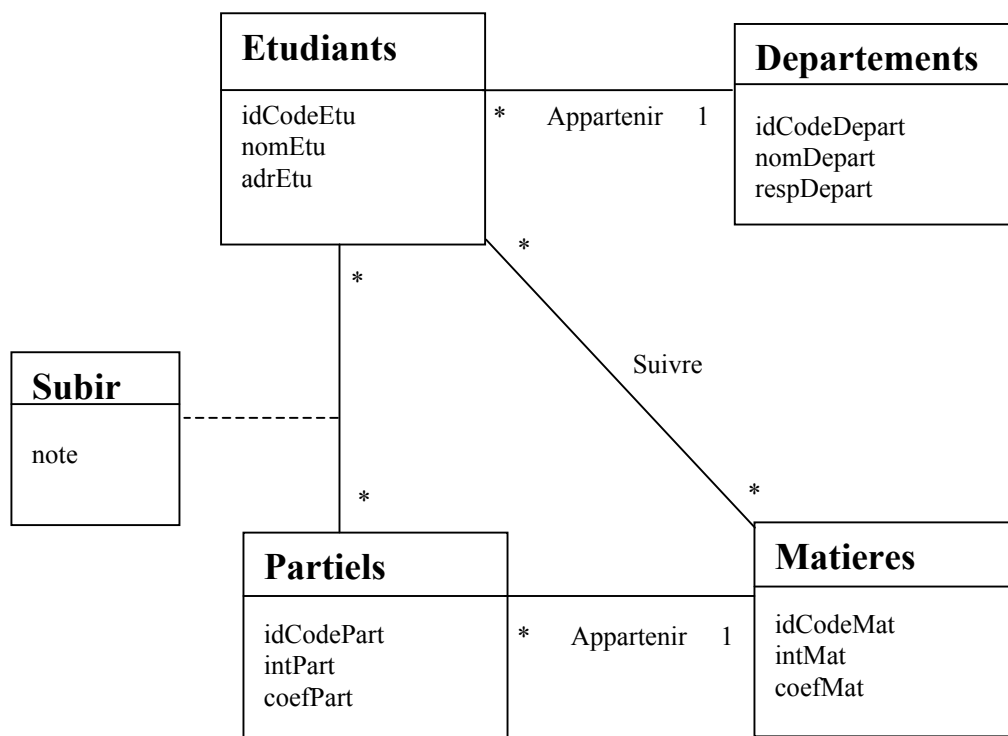 Etudiants
idCodeEtu
nomEtu
adrEtu
* Appartenir 1
Departements
idCodeDepart
nomDepart
respDepart
*
*
Suivre
Subir
note
*
*
Partiels
idCodePart
intPart
coefPart
* Appartenir 1
Matieres
idCodeMat
intMat
coefMat